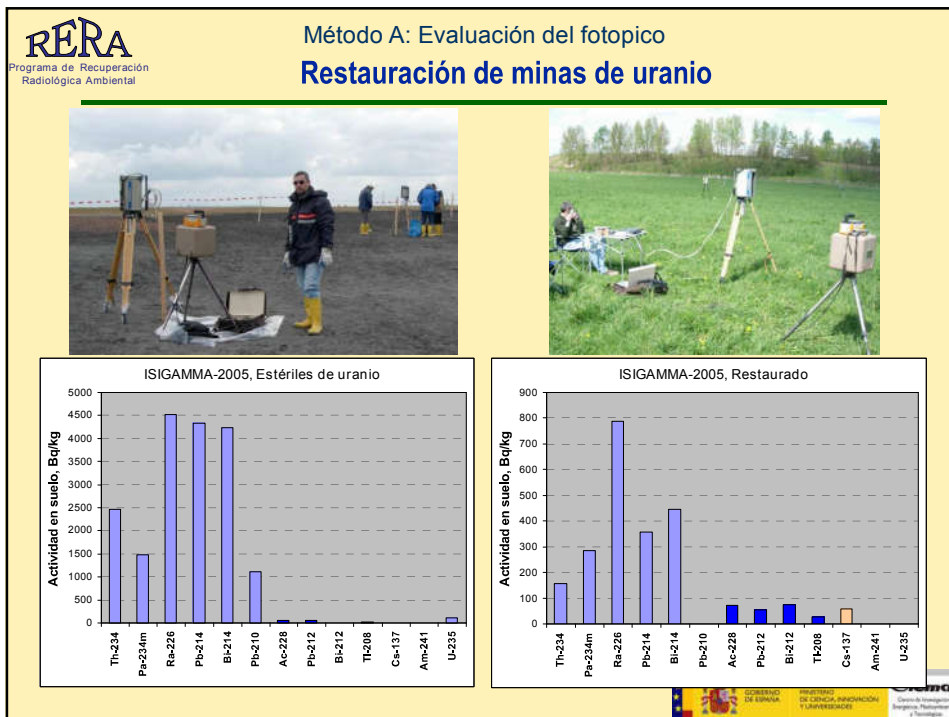 RERA
Programa de Recuperación
Radiológica Ambiental
Método A: Evaluación del fotopico
Restauración de minas de uranio
ISIGAMMA-2005, Estériles de uranio
Actividad en suelo, Bq/kg
5000
4500
4000
3500
3000
2500
2000
1500
1000
500
0
Th-234
Pa-234m
Ra-226
Pb-214
Bi-214
Pb-210
Ac-228
Pb-212
Bi-212
Tl-208
Cs-137
Am-241
U-235
ISIGAMMA-2005, Restaurado
Actividad en suelo, Bq/kg
900
800
700
600
500
400
300
200
100
0
Th-234
Pa-234m
Ra-226
Pb-214
Bi-214
Pb-210
Ac-228
Pb-212
Bi-212
Tl-208
Cs-137
Am-241
U-235
GOBIERNO
DE ESPAÑA
MINISTERIO
DE CIENCIA, INNOVACIÓN
Y UNIVERSIDADES
Centro de Investigaciones
y Tecnológicas